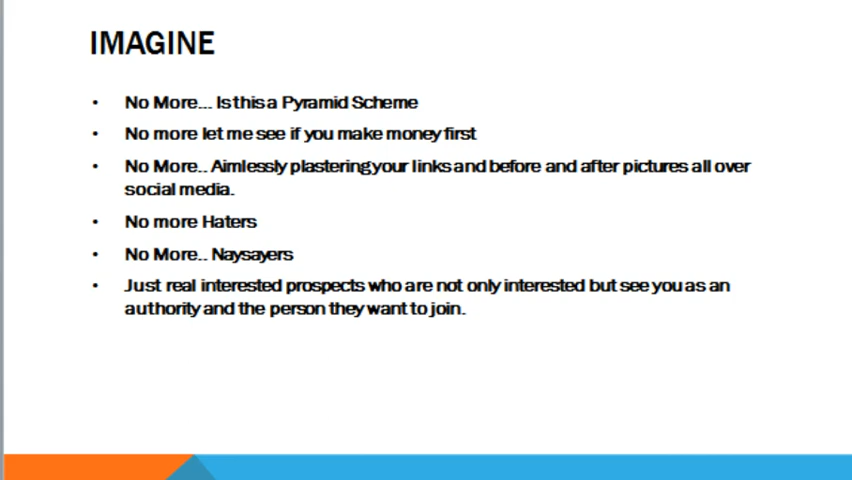 IMAGINE
• No More... Is this a Pyramid Scheme
• No more let me see if you make money first
• No More.. Aimlessly plastering your links and before and after pictures all over
social media.
• No more Haters
• No More.. Naysayers
• Just real interested prospects who are not only interested but see you as an
authority and the person they want to join.